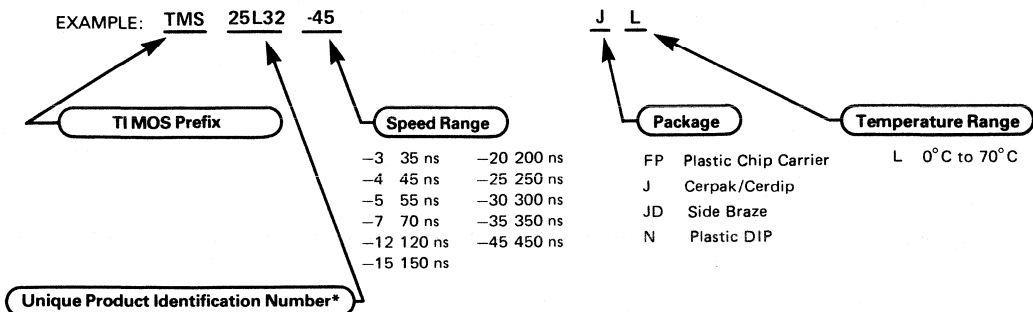 EXAMPLE: TMS 25L32 -45 J L
TI MOS Prefix
Speed Range
Package
Temperature Range
−3 35 ns −20 200 ns
−4 45 ns −25 250 ns
−5 55 ns −30 300 ns
−7 70 ns −35 350 ns
−12 120 ns −45 450 ns
−15 150 ns
FP Plastic Chip Carrier
J Cerpak/Cerdip
JD Side Braze
N Plastic DIP
L 0°C to 70°C
Unique Product Identification Number*